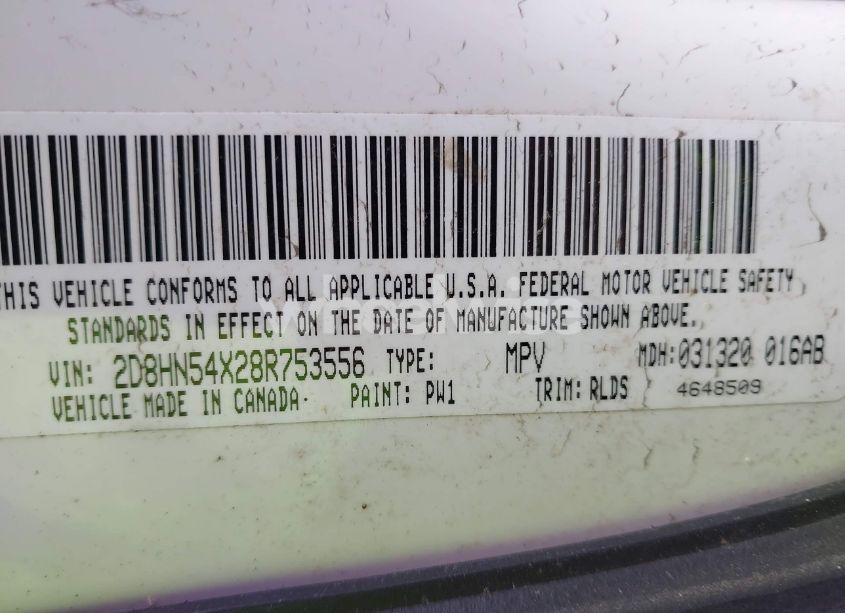 THIS VEHICLE CONFORMS TO ALL APPLICABLE U.S.A. FEDERAL MOTOR VEHICLE SAFETY
STANDARDS IN EFFECT ON THE DATE OF MANUFACTURE SHOWN ABOVE.
VIN: 2D8HN54X28R753556 TYPE: MPV MDH: 031320 016AB
VEHICLE MADE IN CANADA PAINT: PW1 TRIM: RLDS 4648509